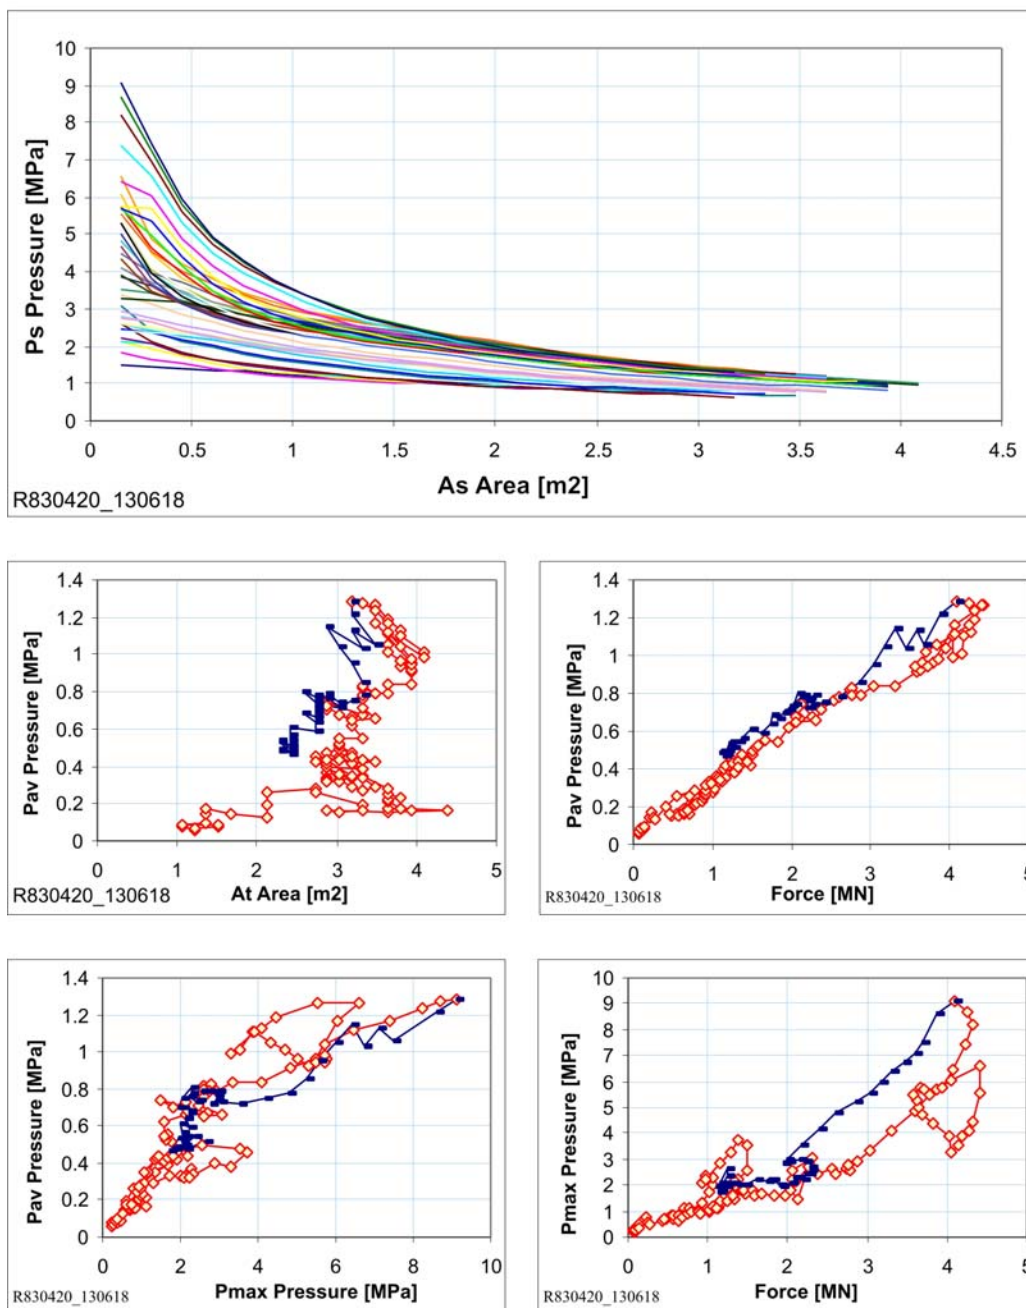 10
9
8
7
6
5
4
3
2
1
0
Ps Pressure [MPa]
0 0.5 1 1.5 2 2.5 3 3.5 4 4.5
As Area [m2]
R830420_130618
1.4
1.2
1
0.8
0.6
0.4
0.2
0
Pav Pressure [MPa]
0 1 2 3 4 5
At Area [m2]
R830420_130618
1.4
1.2
1
0.8
0.6
0.4
0.2
0
Pav Pressure [MPa]
0 1 2 3 4 5
Force [MN]
R830420_130618
1.4
1.2
1
0.8
0.6
0.4
0.2
0
Pav Pressure [MPa]
0 2 4 6 8 10
Pmax Pressure [MPa]
R830420_130618
10
9
8
7
6
5
4
3
2
1
0
Pmax Pressure [MPa]
0 1 2 3 4 5
Force [MN]
R830420_130618